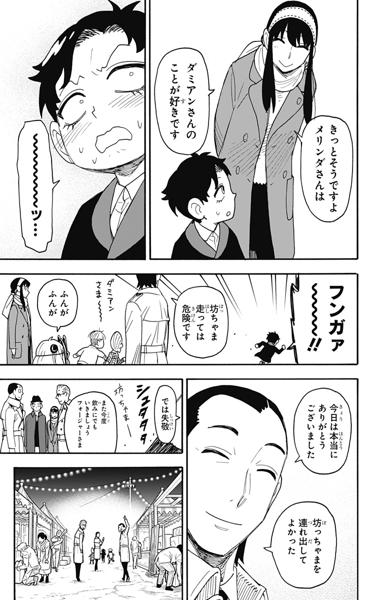 きっとそうですよ
メリンダさんは
ダミアンさんの
ことが好きです
～～～～ッ…
フンガァ
～～～!!
坊ちゃま
走っては
危険です
ダミアン
さま～～
ふんが
ふんが
今日は本当に
ありがとう
ございました
坊っちゃまを
連れ出して
よかった
では失敬
シュタタタ
坊っちゃま
また今度
飲みにでも
いきましょう
フォージャーさま